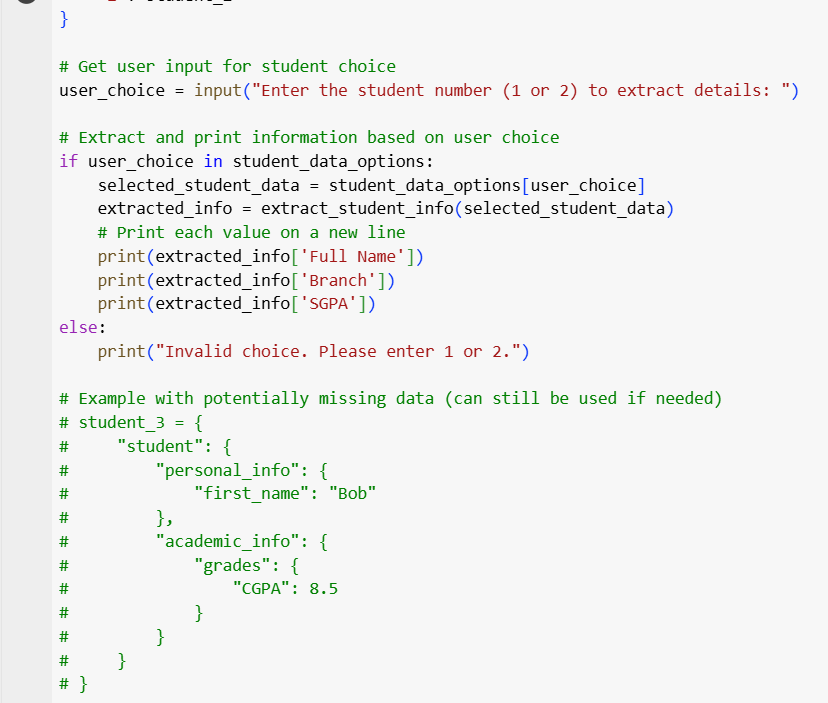 }
# Get user input for student choice
user_choice = input("Enter the student number (1 or 2) to extract details: ")
# Extract and print information based on user choice
if user_choice in student_data_options:
    selected_student_data = student_data_options[user_choice]
    extracted_info = extract_student_info(selected_student_data)
    # Print each value on a new line
    print(extracted_info['Full Name'])
    print(extracted_info['Branch'])
    print(extracted_info['SGPA'])
else:
    print("Invalid choice. Please enter 1 or 2.")
# Example with potentially missing data (can still be used if needed)
# student_3 = {
#     "student": {
#         "personal_info": {
#             "first_name": "Bob"
#         },
#         "academic_info": {
#             "grades": {
#                 "CGPA": 8.5
#             }
#         }
#     }
# }